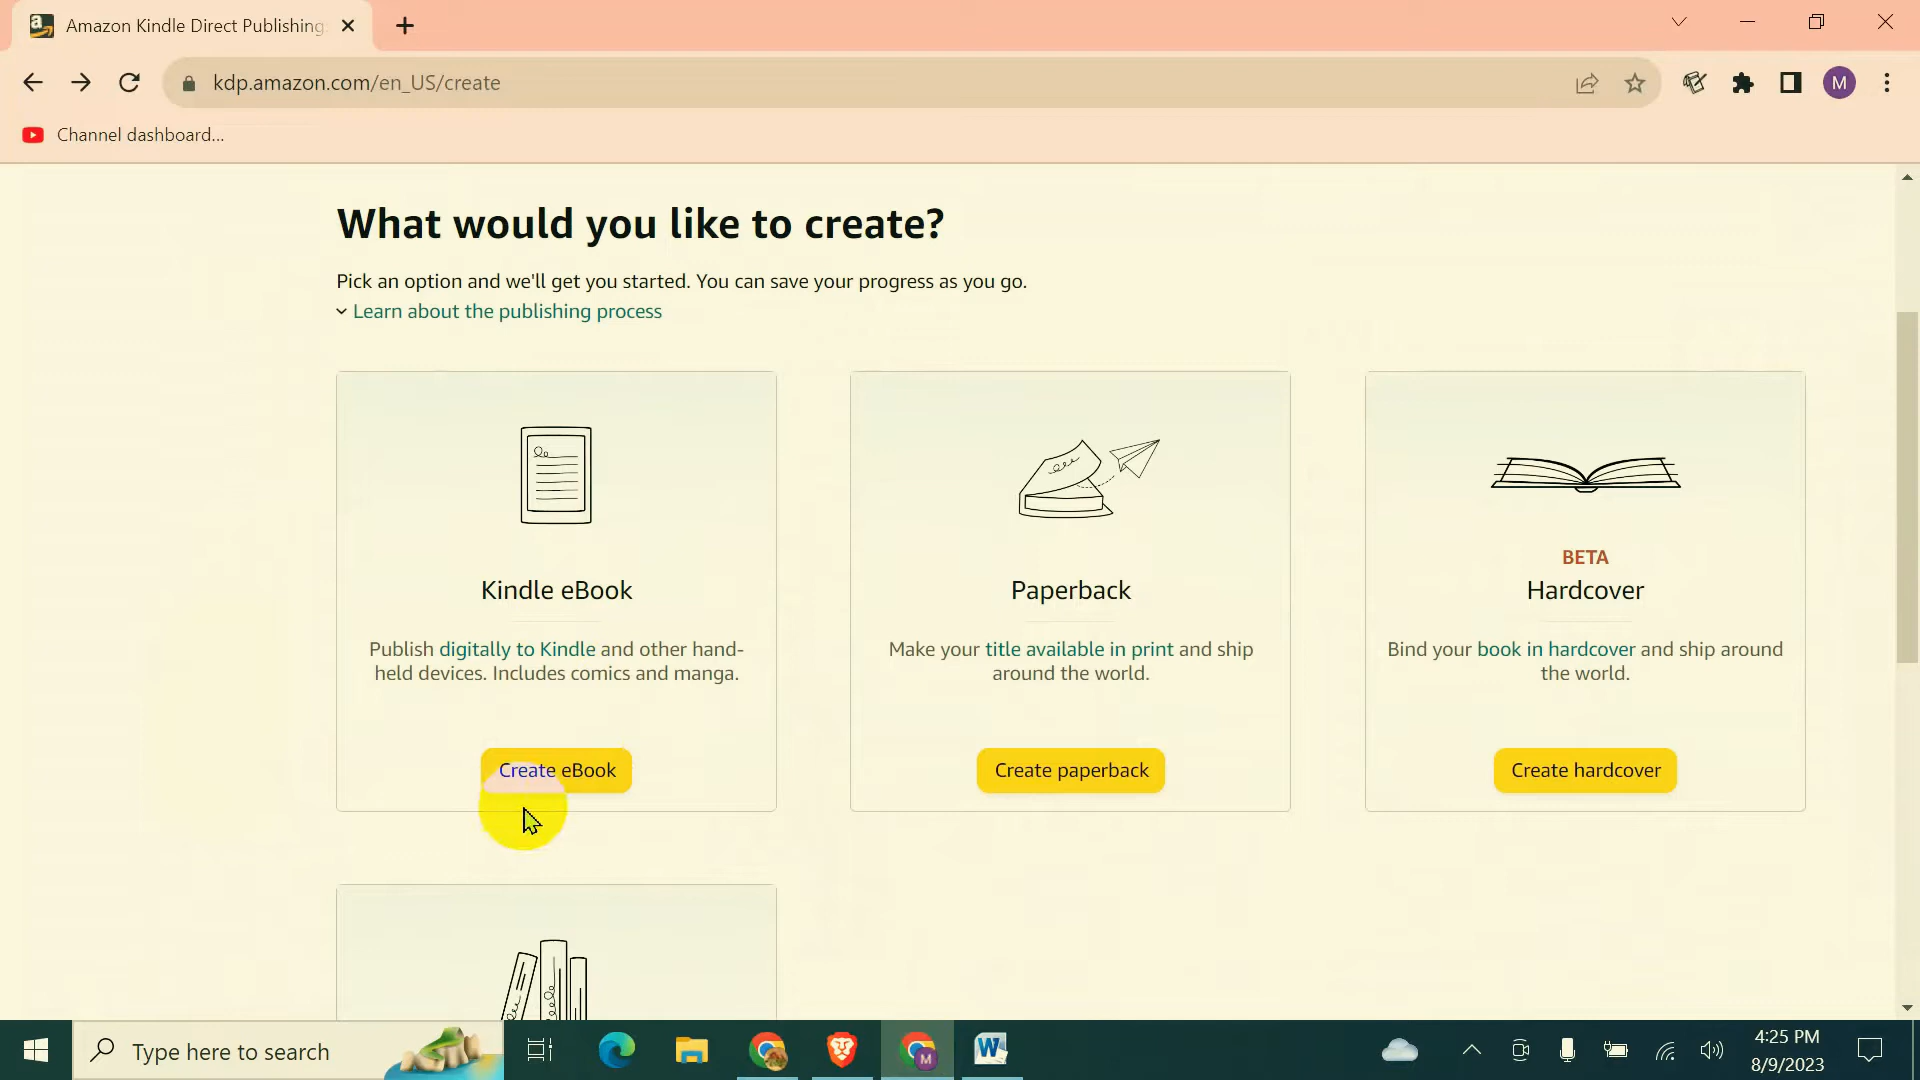 Amazon Kindle Direct Publishing:
kdp.amazon.com/en_US/create
M
Channel dashboard...
What would you like to create?
Pick an option and we'll get you started. You can save your progress as you go.
Learn about the publishing process
Kindle eBook
Publish digitally to Kindle and other hand-
held devices. Includes comics and manga.
Create eBook
Paperback
Make your title available in print and ship
around the world.
Create paperback
BETA
Hardcover
Bind your book in hardcover and ship around
the world.
Create hardcover
Type here to search
M
W
4:25 PM
8/9/2023